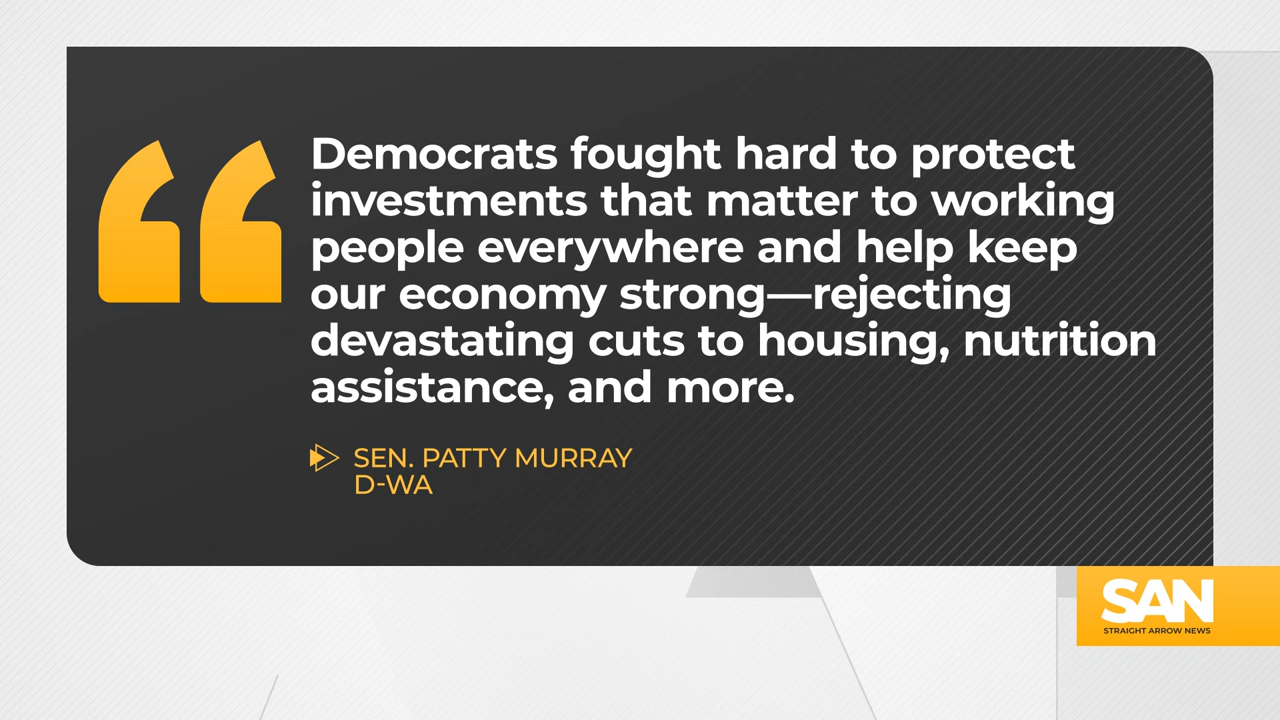 Democrats fought hard to protect
investments that matter to working
people everywhere and help keep
our economy strong—rejecting
devastating cuts to housing, nutrition
assistance, and more.
SEN. PATTY MURRAY
D-WA
SAN
STRAIGHT ARROW NEWS